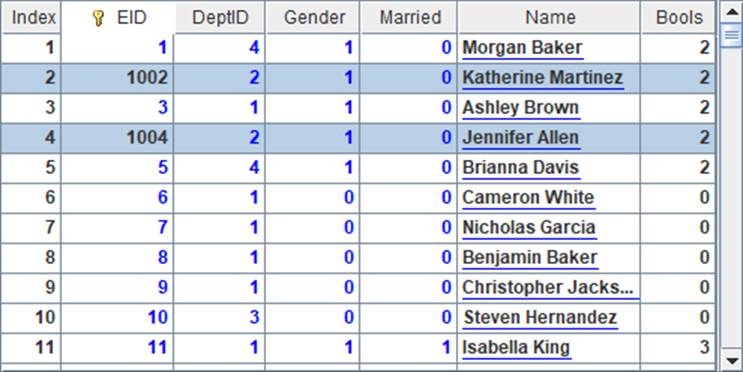 Index EID DeptID Gender Married Name Bools
1 1 4 1 0 Morgan Baker 2
2 1002 2 1 0 Katherine Martinez 2
3 3 1 1 0 Ashley Brown 2
4 1004 2 1 0 Jennifer Allen 2
5 5 4 1 0 Brianna Davis 2
6 6 1 0 0 Cameron White 0
7 7 1 0 0 Nicholas Garcia 0
8 8 1 0 0 Benjamin Baker 0
9 9 1 0 0 Christopher Jacks... 0
10 10 3 0 0 Steven Hernandez 0
11 11 1 1 1 Isabella King 3